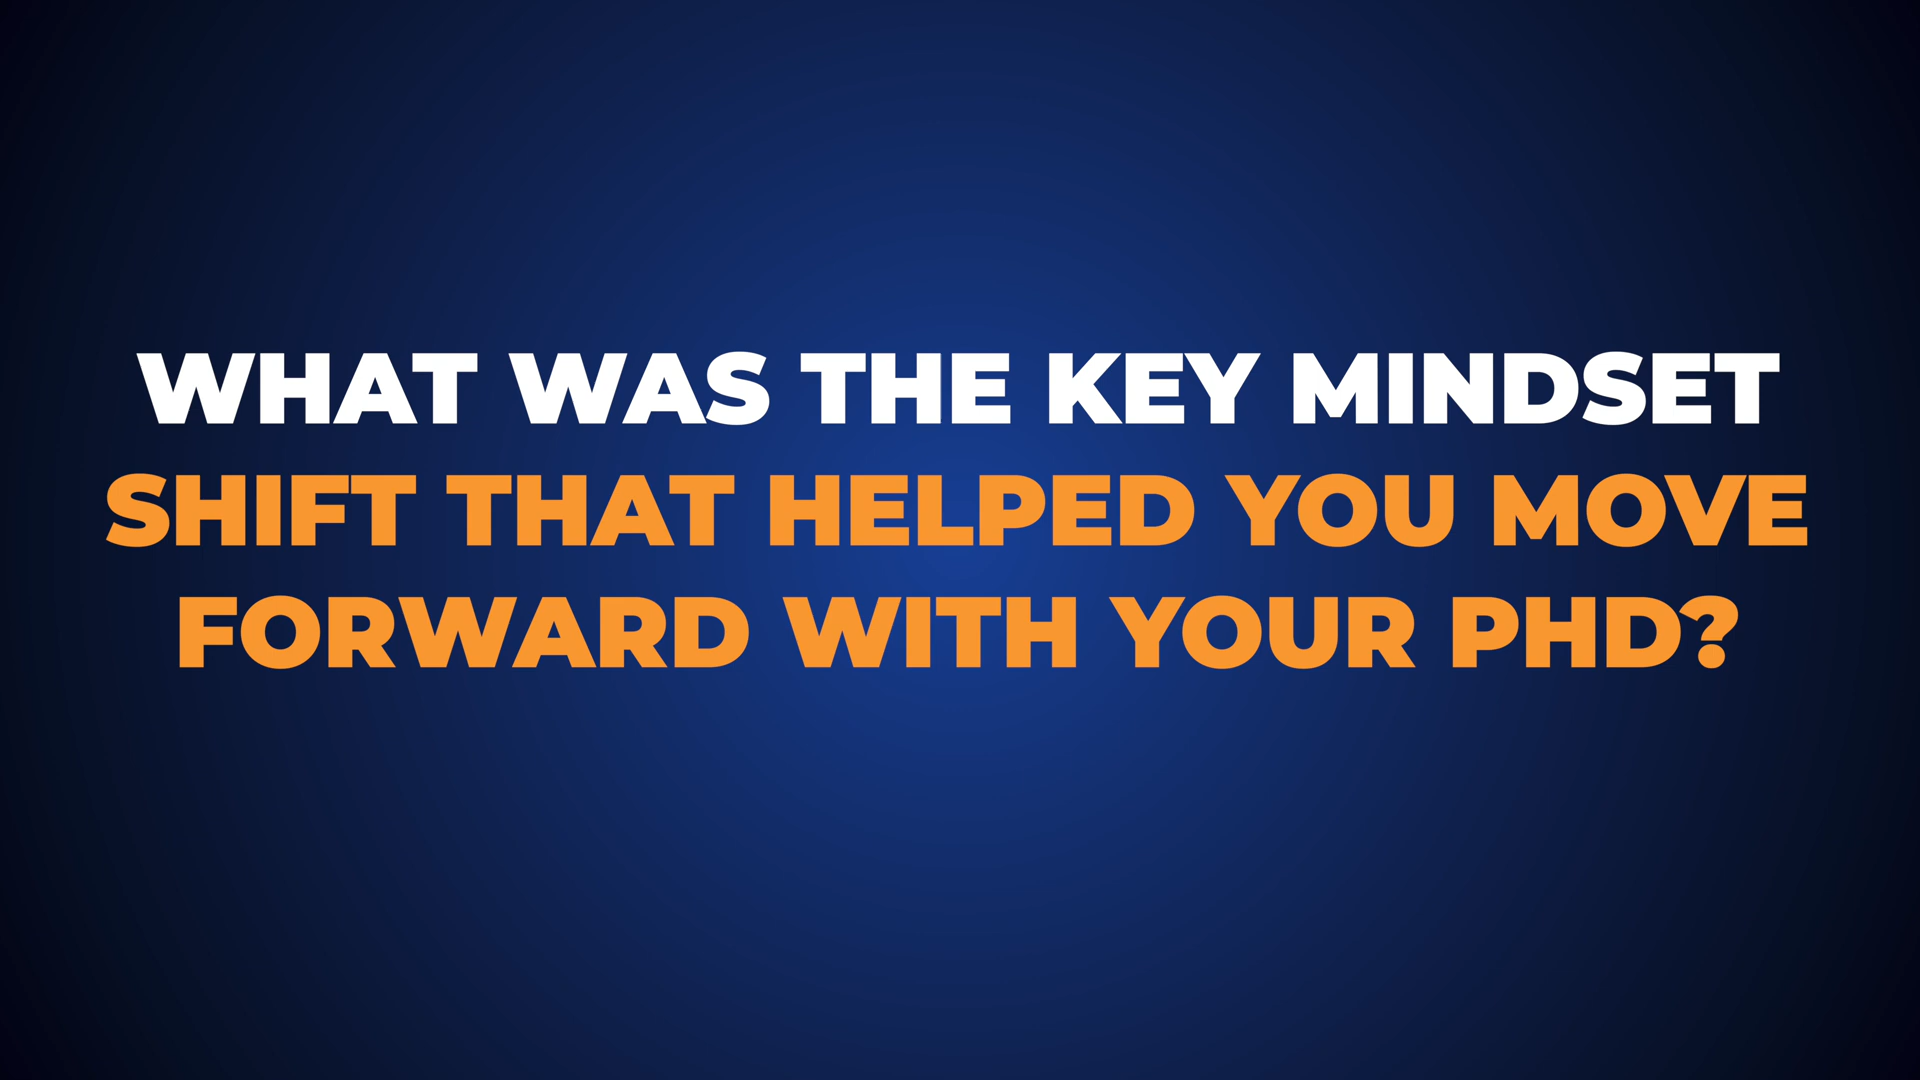 WHAT WAS THE KEY MINDSET
SHIFT THAT HELPED YOU MOVE
FORWARD WITH YOUR PHD?